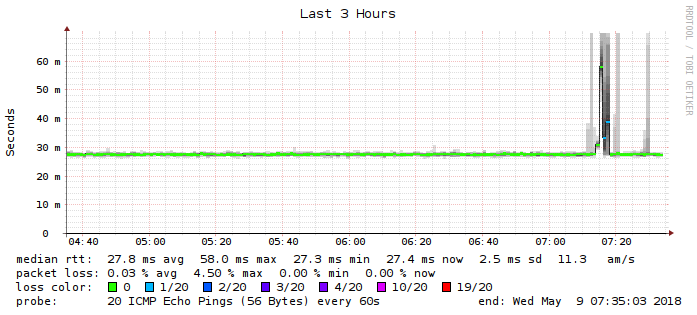 Last 3 Hours
RRDTOOL / TOBI OETIKER
Seconds
60 m
50 m
40 m
30 m
20 m
10 m
0
04:40 05:00 05:20 05:40 06:00 06:20 06:40 07:00 07:20
median rtt: 27.8 ms avg 58.0 ms max 27.3 ms min 27.4 ms now 2.5 ms sd 11.3 am/s
packet loss: 0.03 % avg 4.50 % max 0.00 % min 0.00 % now
loss color: 0 1/20 2/20 3/20 4/20 10/20 19/20
probe: 20 ICMP Echo Pings (56 Bytes) every 60s end: Wed May 9 07:35:03 2018